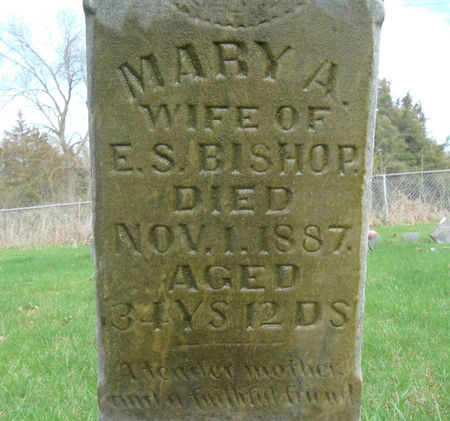 MARY A.
WIFE OF
E.S. BISHOP.
DIED
NOV. 1. 1887.
AGED
34 YS 12 DS
A tender mother
and a faithful friend